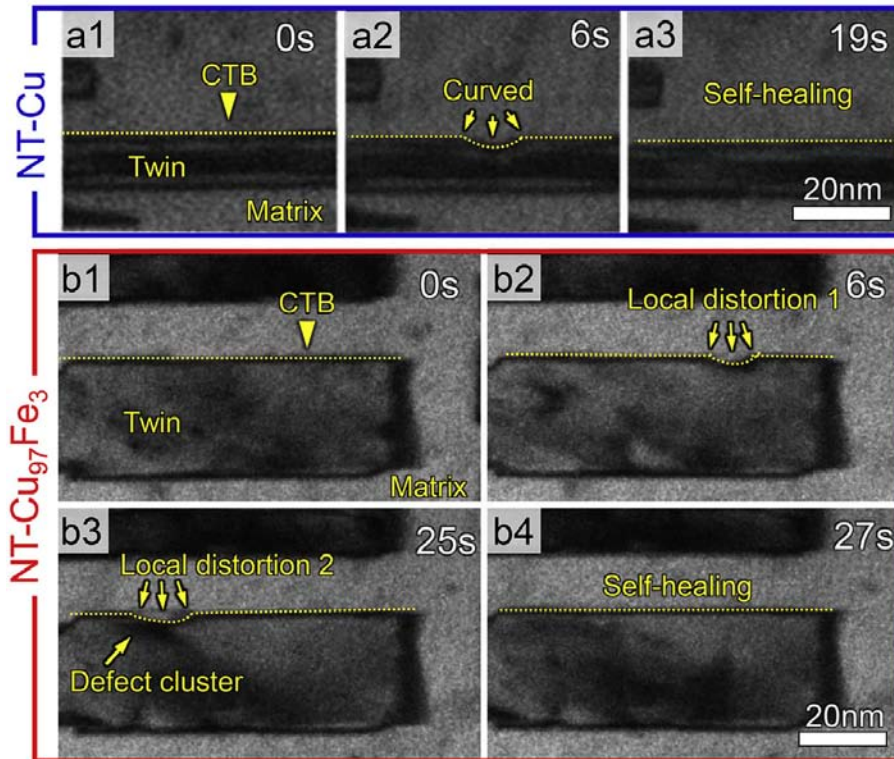 NT-Cu
a1
0s
CTB
Twin
Matrix
a2
6s
Curved
a3
19s
Self-healing
20nm
NT-Cu₉₇Fe₃
b1
0s
CTB
Twin
Matrix
b2
6s
Local distortion 1
b3
25s
Local distortion 2
Defect cluster
b4
27s
Self-healing
20nm